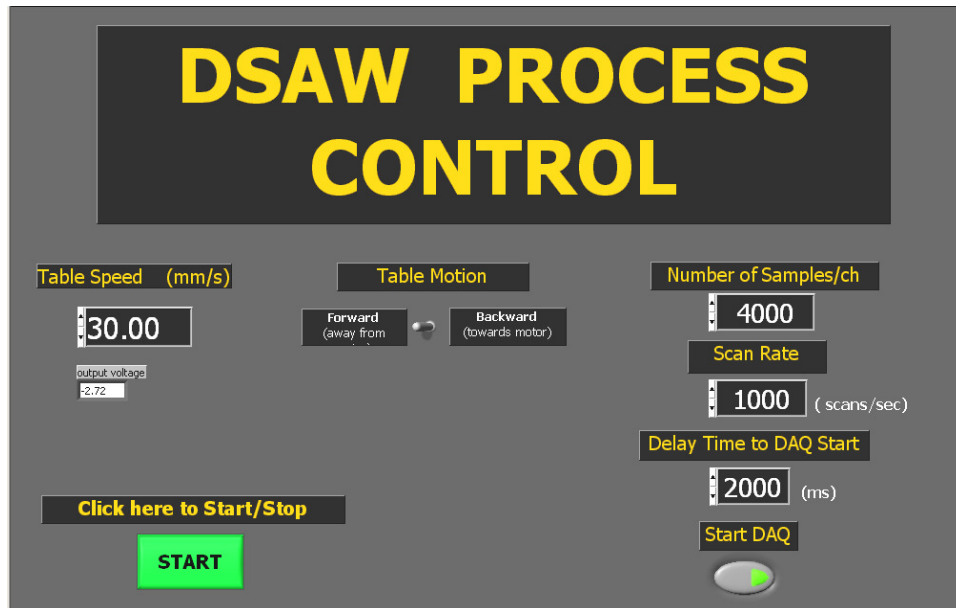 DSAW PROCESS
CONTROL
Table Speed (mm/s)
30.00
output voltage
-2.72
Table Motion
Forward
(away from
Backward
(towards motor)
Number of Samples/ch
4000
Scan Rate
1000 ( scans/sec)
Delay Time to DAQ Start
2000 (ms)
Start DAQ
Click here to Start/Stop
START